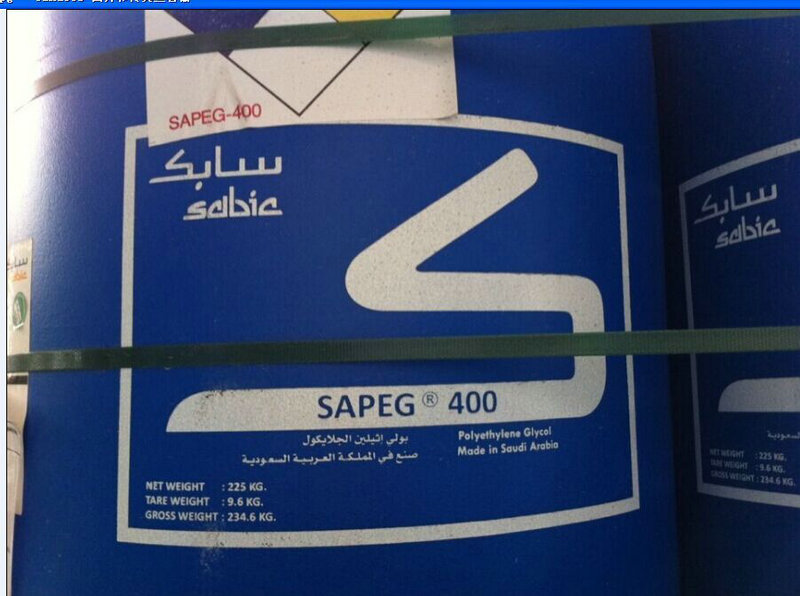 SAPEG-400
سابك
sabic
SAPEG® 400
بولي إثيلين الجلايكول
صنع في المملكة العربية السعودية
Polyethylene Glycol
Made in Saudi Arabia
NET WEIGHT : 225 KG.
TARE WEIGHT : 9.6 KG.
GROSS WEIGHT : 234.6 KG.
سابك
sabic
NET WEIGHT : 225 KG.
TARE WEIGHT : 9.6 KG.
GROSS WEIGHT : 234.6 KG.